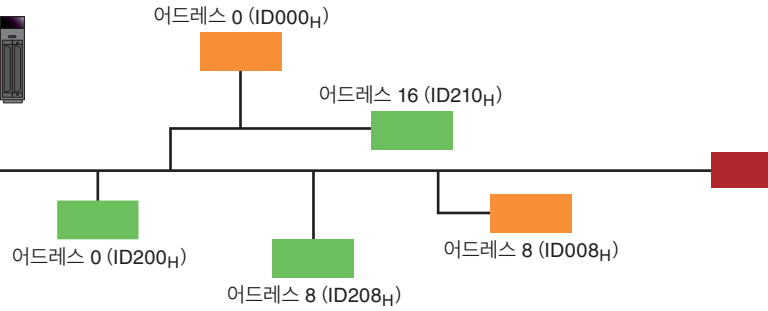 어드레스 0 (ID000H)
어드레스 16 (ID210H)
어드레스 0 (ID200H)
어드레스 8 (ID008H)
어드레스 8 (ID208H)